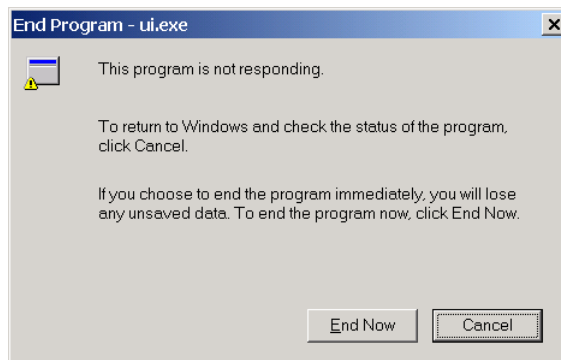 End Program - ui.exe
This program is not responding.
To return to Windows and check the status of the program,
click Cancel.
If you choose to end the program immediately, you will lose
any unsaved data. To end the program now, click End Now.
End Now
Cancel